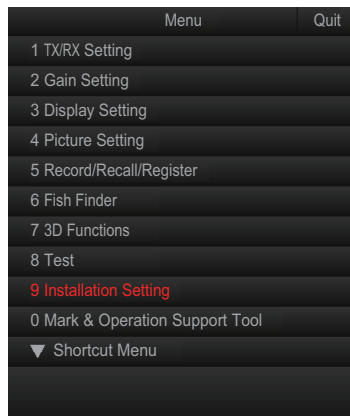 Menu Quit
1 TX/RX Setting
2 Gain Setting
3 Display Setting
4 Picture Setting
5 Record/Recall/Register
6 Fish Finder
7 3D Functions
8 Test
9 Installation Setting
0 Mark & Operation Support Tool
▼ Shortcut Menu